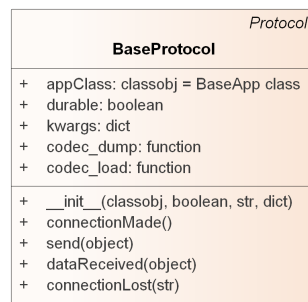 Protocol
BaseProtocol
+ appClass: classobj = BaseApp class
+ durable: boolean
+ kwargs: dict
+ codec_dump: function
+ codec_load: function
+ __init__(classobj, boolean, str, dict)
+ connectionMade()
+ send(object)
+ dataReceived(object)
+ connectionLost(str)